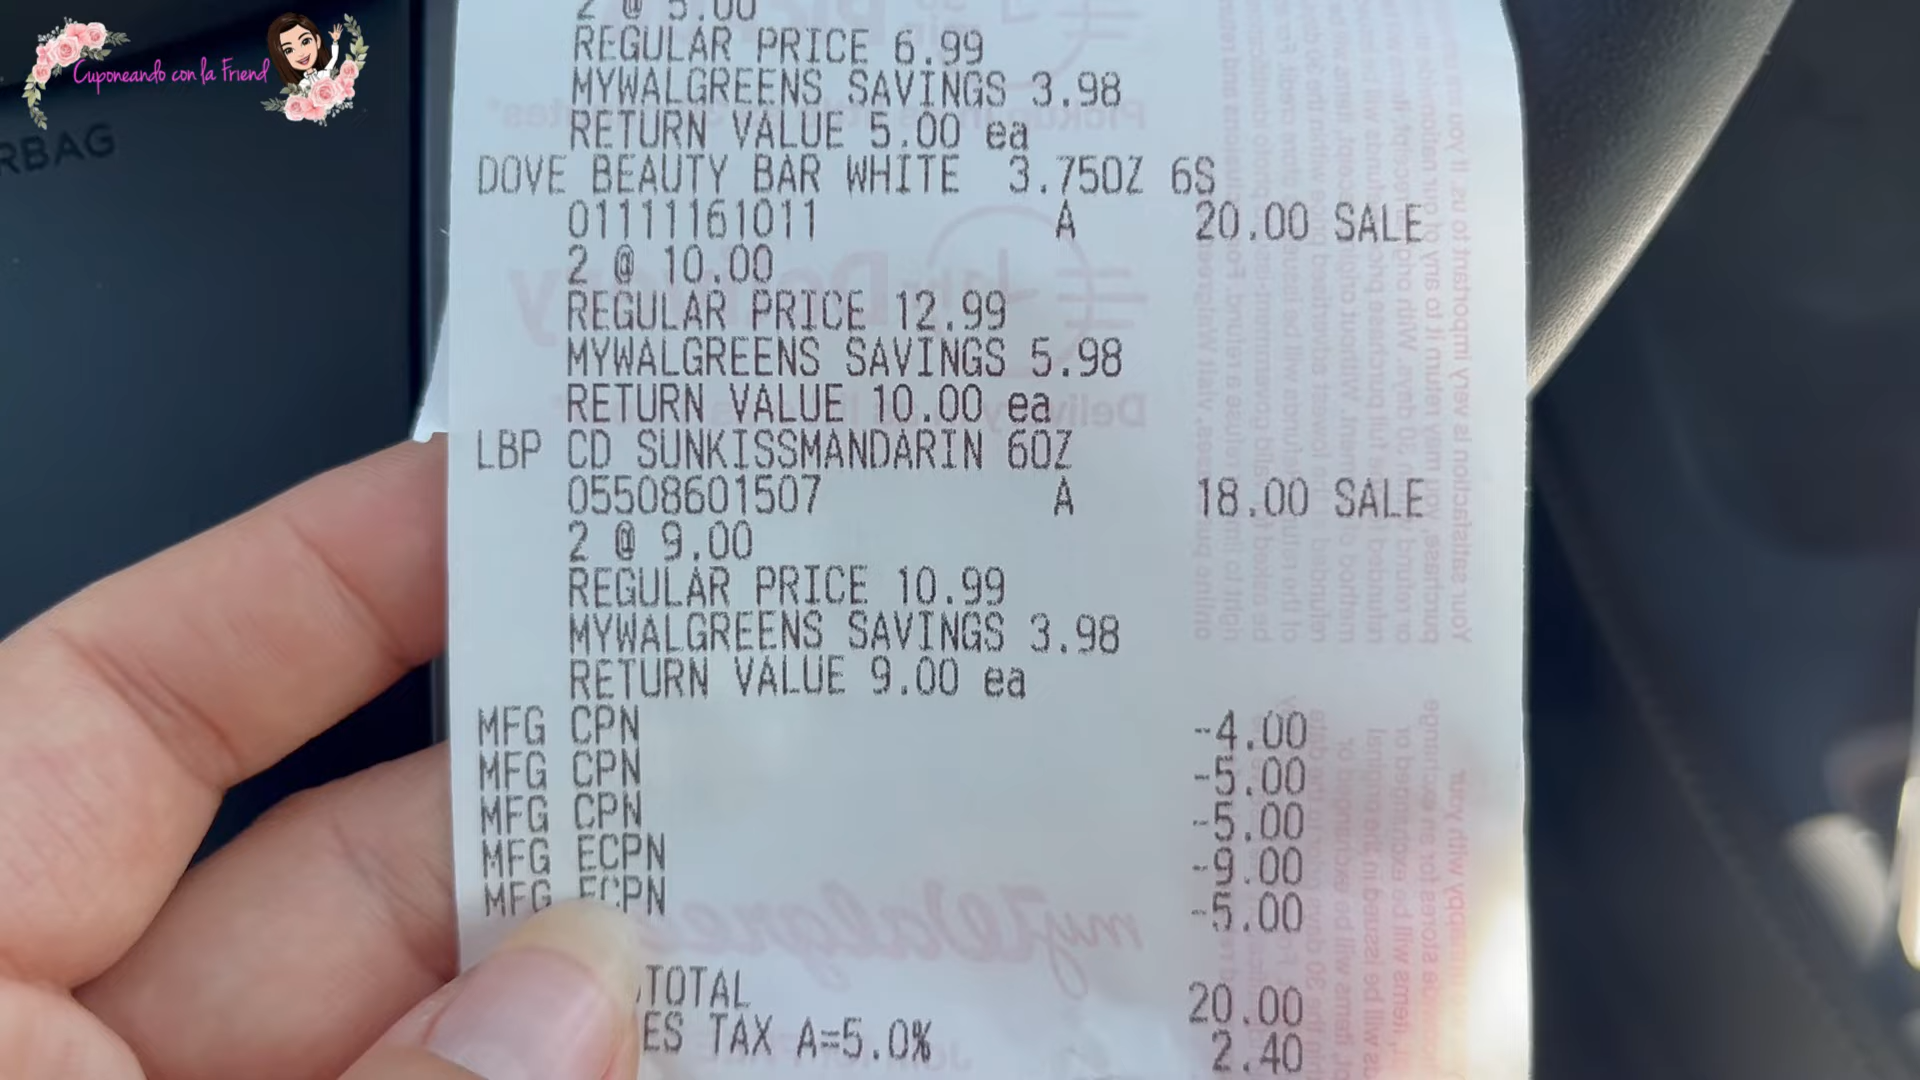 Cuponeando con la Friend
RBAG
2 @ 5.00
REGULAR PRICE 6.99
MYWALGREENS SAVINGS 3.98
RETURN VALUE 5.00 ea
DOVE BEAUTY BAR WHITE 3.75OZ 6S
01111161011 A 20.00 SALE
2 @ 10.00
REGULAR PRICE 12.99
MYWALGREENS SAVINGS 5.98
RETURN VALUE 10.00 ea
LBP CD SUNKISSMANDARIN 6OZ
05508601507 A 18.00 SALE
2 @ 9.00
REGULAR PRICE 10.99
MYWALGREENS SAVINGS 3.98
RETURN VALUE 9.00 ea
MFG CPN -4.00
MFG CPN -5.00
MFG CPN -5.00
MFG ECPN -9.00
MFG ECPN -5.00
TOTAL 20.00
ES TAX A=5.0% 2.40